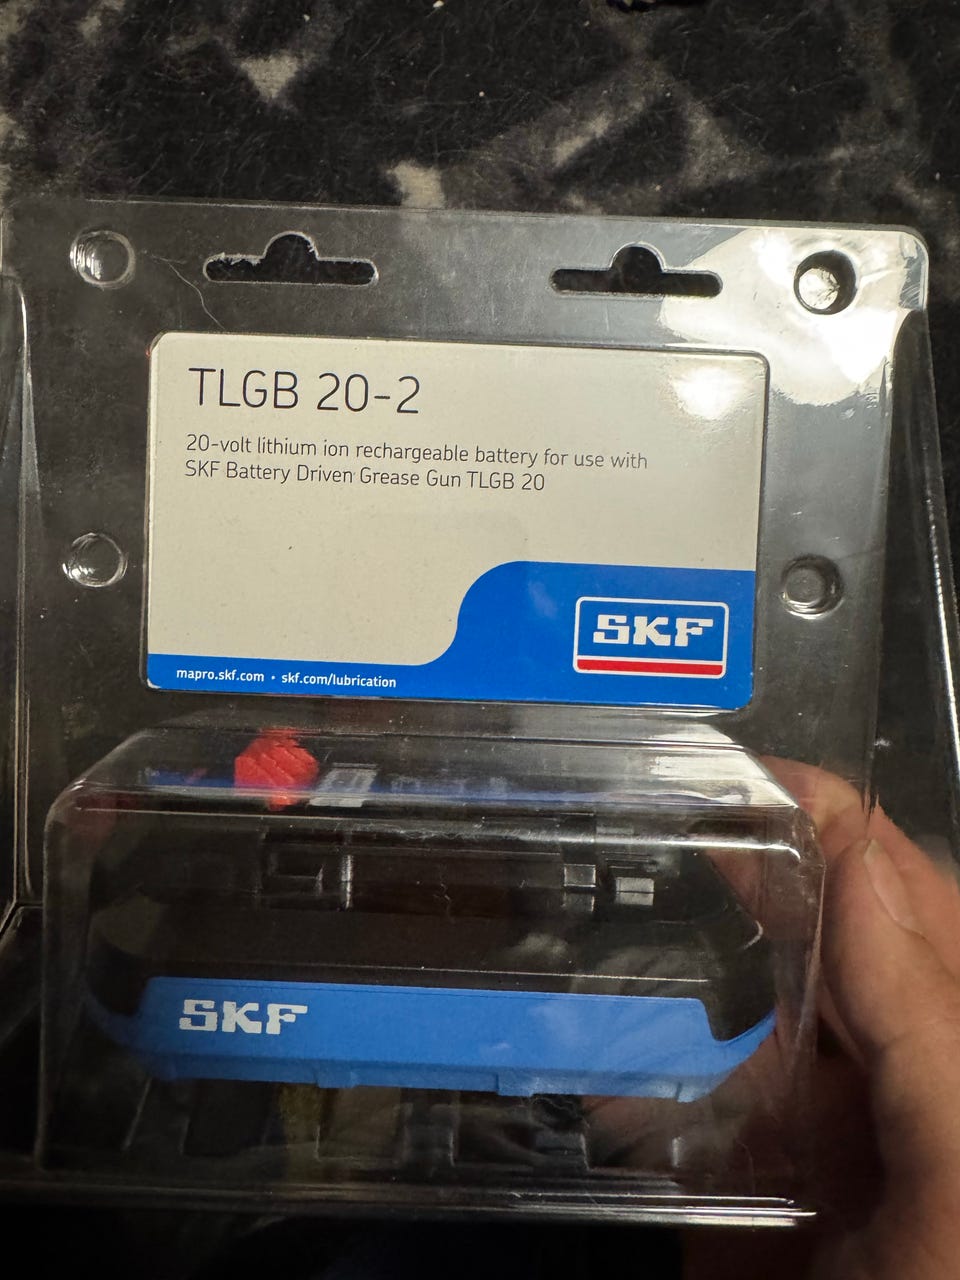 TLGB 20-2
20-volt lithium ion rechargeable battery for use with
SKF Battery Driven Grease Gun TLGB 20
SKF
mapro.skf.com • skf.com/lubrication
SKF